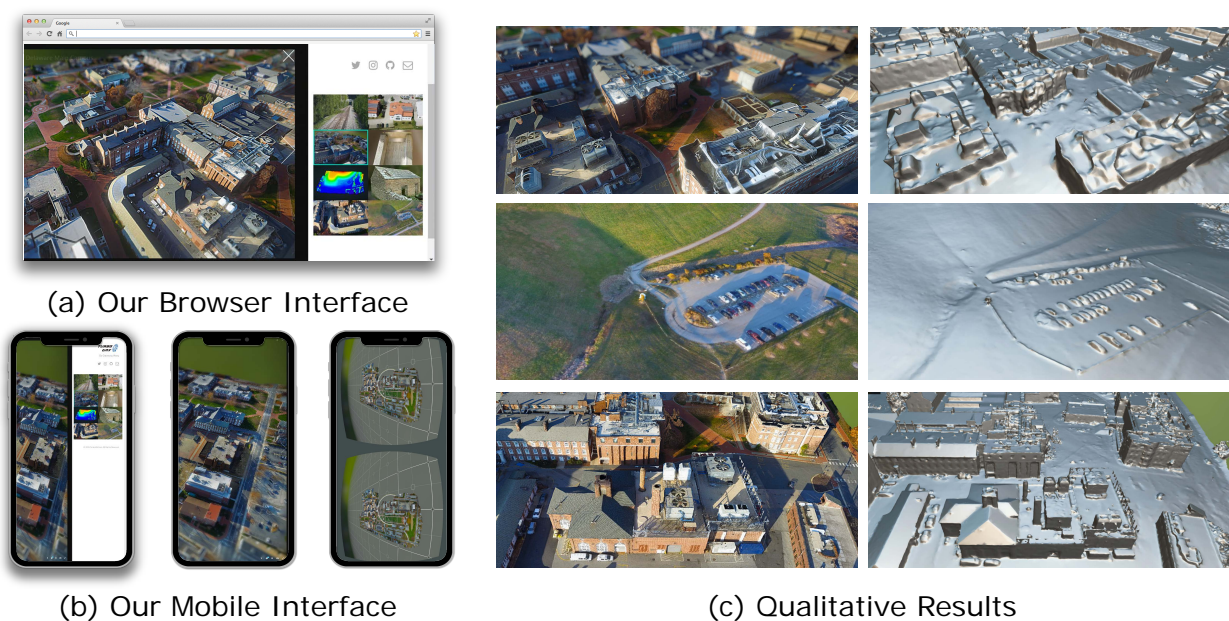 Google
(a) Our Browser Interface
(b) Our Mobile Interface
(c) Qualitative Results